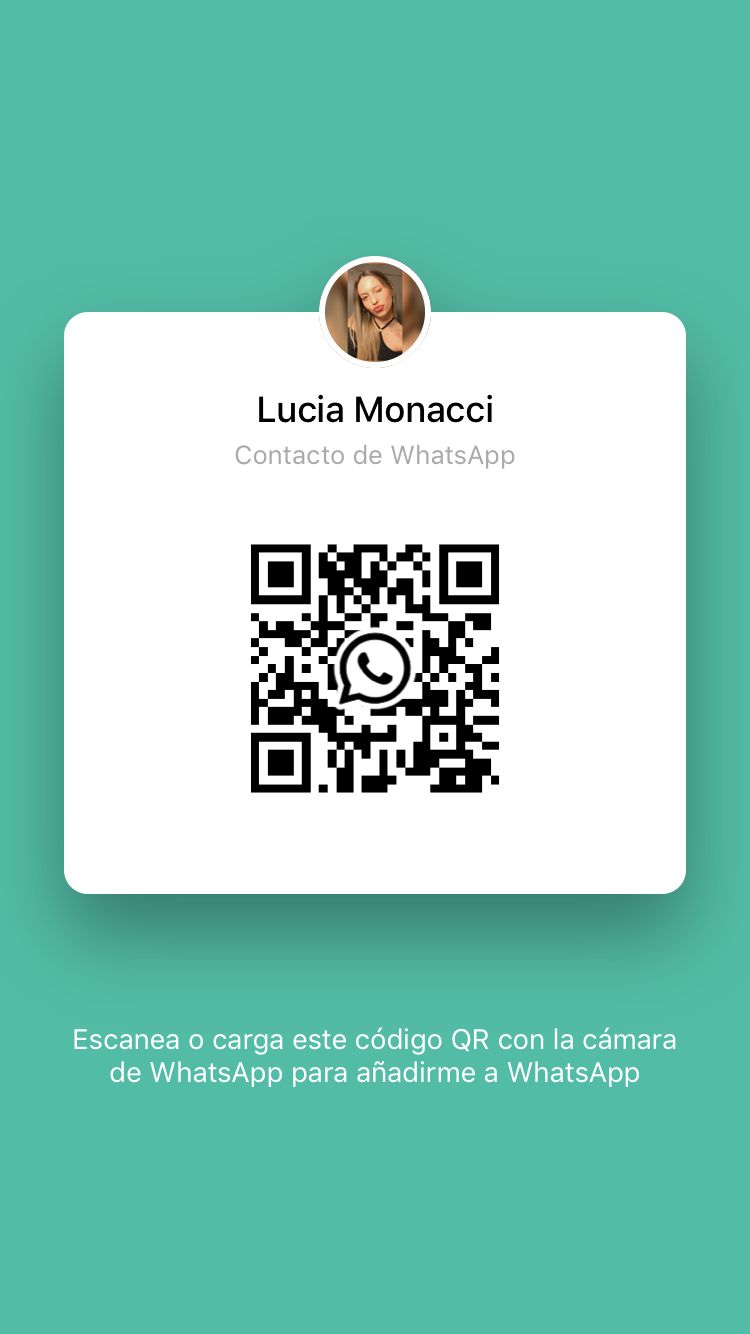 Lucia Monacci
Contacto de WhatsApp
Escanea o carga este código QR con la cámara
de WhatsApp para añadirme a WhatsApp